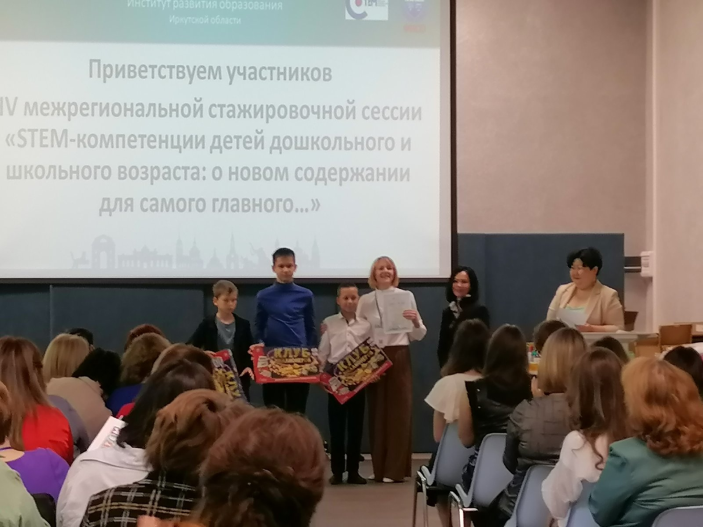 Институт развития образования
Иркутской области
Приветствуем участников
IV межрегиональной стажировочной сессии
«STEM-компетенции детей дошкольного и
школьного возраста: о новом содержании
для самого главного...»
КЛУБ